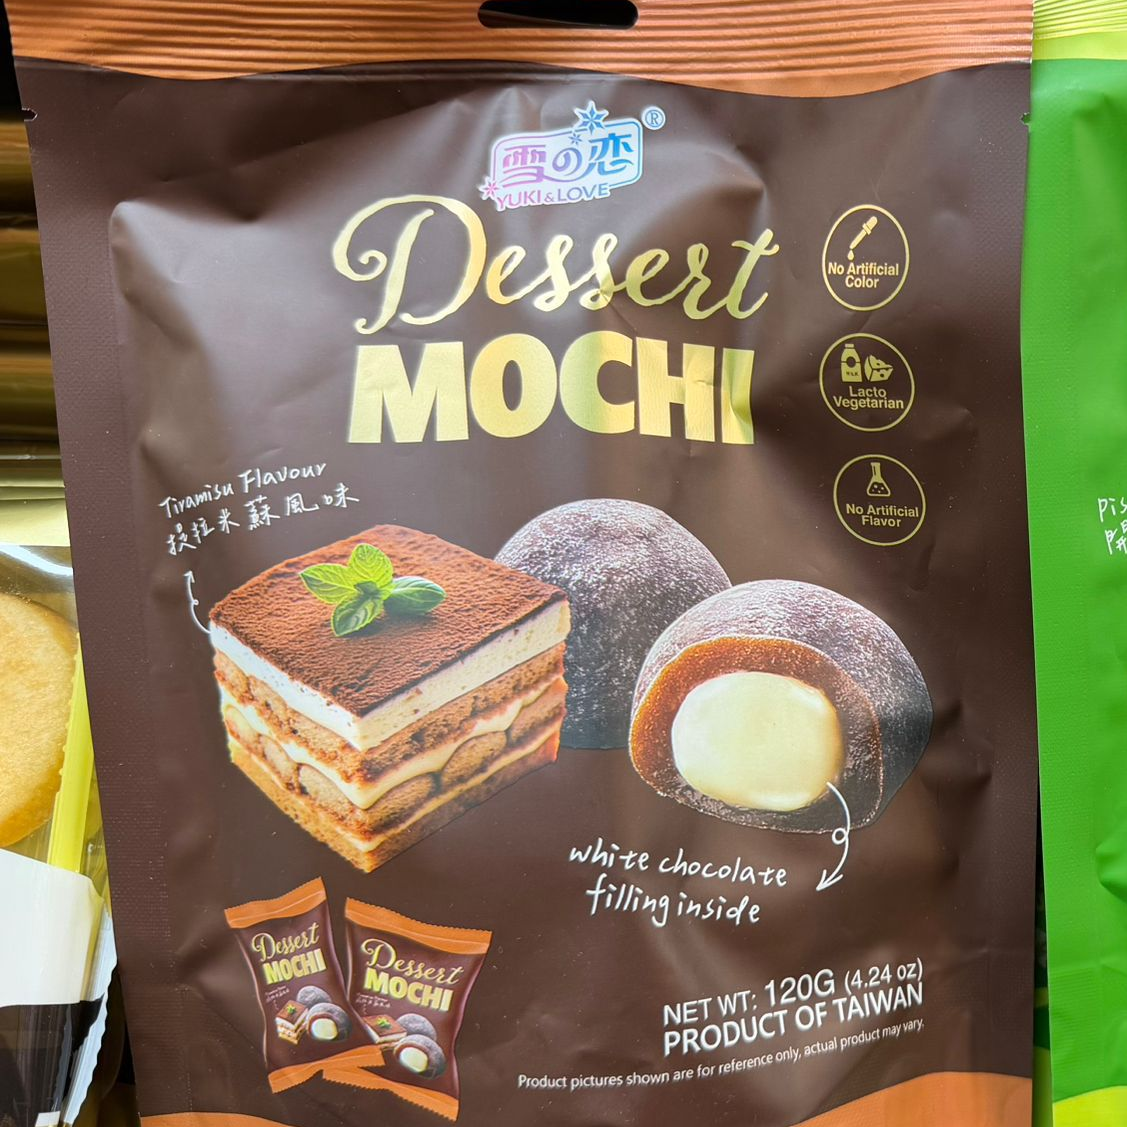 雪の恋®
YUKI & LOVE
Dessert
MOCHI
No Artificial
Color
MILK
Lacto
Vegetarian
No Artificial
Flavor
Tiramisu Flavour
提拉米蘇風味
white chocolate
filling inside
Dessert
MOCHI
Dessert
MOCHI
NET WT: 120G (4.24 oz)
PRODUCT OF TAIWAN
Product pictures shown are for reference only, actual product may vary.